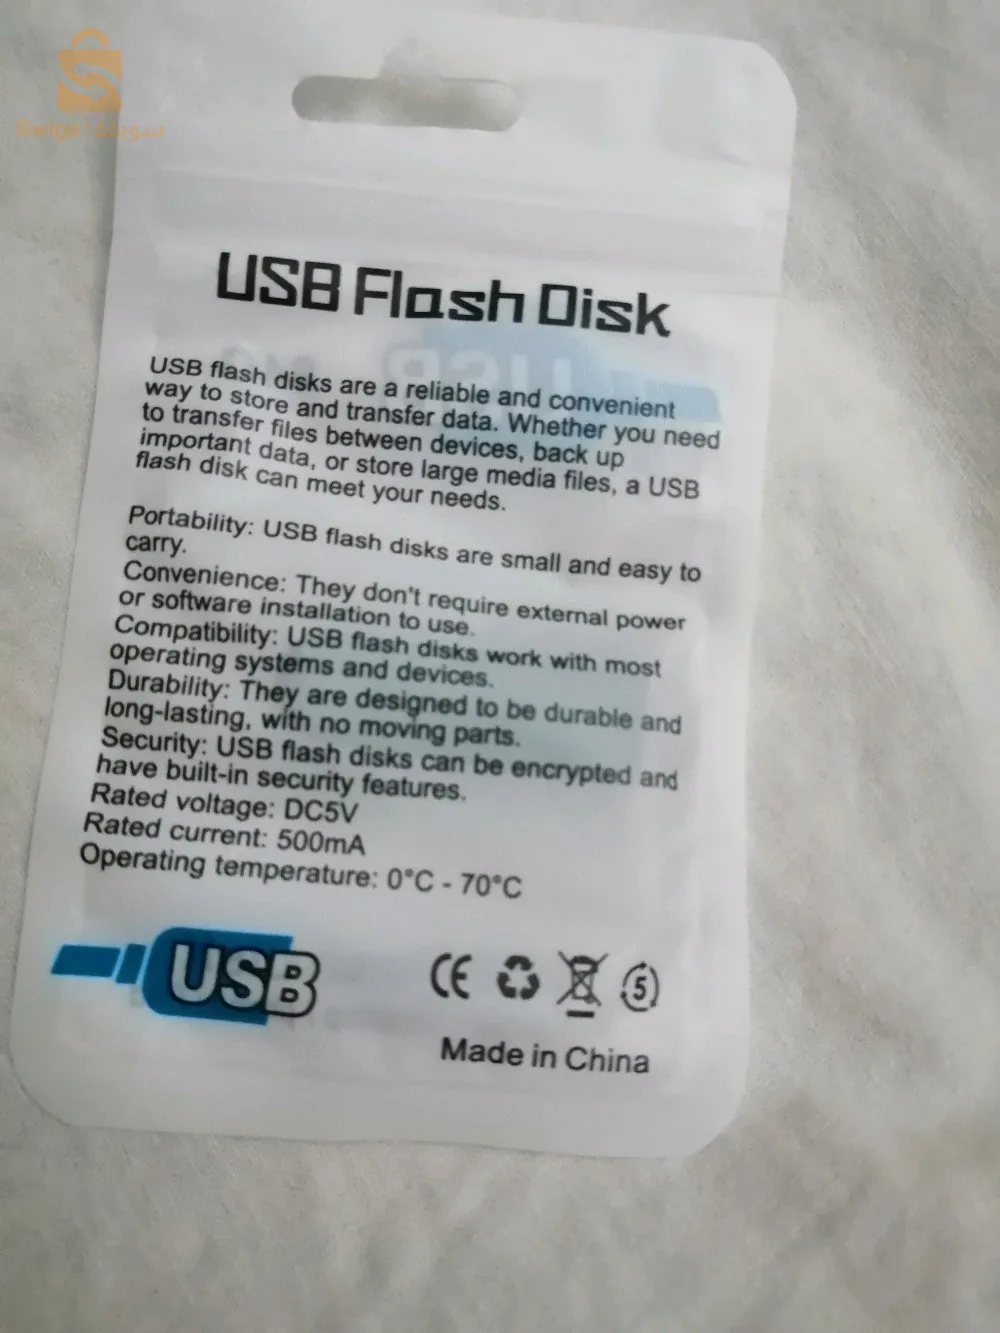 سويقة
USB Flash Disk
USB flash disks are a reliable and convenient
way to store and transfer data. Whether you need
to transfer files between devices, back up
important data, or store large media files, a USB
flash disk can meet your needs.
Portability: USB flash disks are small and easy to
carry.
Convenience: They don't require external power
or software installation to use.
Compatibility: USB flash disks work with most
operating systems and devices.
Durability: They are designed to be durable and
long-lasting, with no moving parts.
Security: USB flash disks can be encrypted and
have built-in security features.
Rated voltage: DC5V
Rated current: 500mA
Operating temperature: 0°C - 70°C
USB
CE
5
Made in China